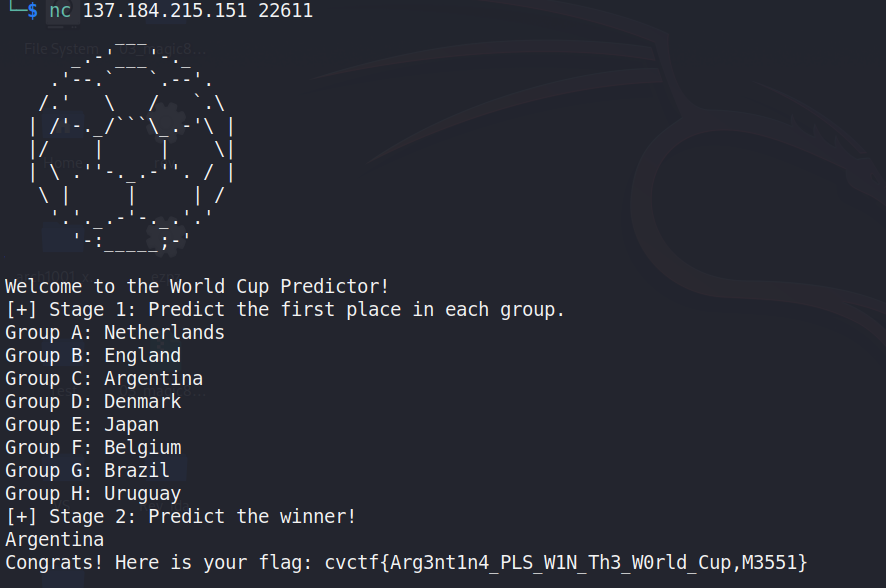 └─$ nc 137.184.215.151 22611
Welcome to the World Cup Predictor!
[+] Stage 1: Predict the first place in each group.
Group A: Netherlands
Group B: England
Group C: Argentina
Group D: Denmark
Group E: Japan
Group F: Belgium
Group G: Brazil
Group H: Uruguay
[+] Stage 2: Predict the winner!
Argentina
Congrats! Here is your flag: cvctf{Arg3nt1n4_PLS_W1N_Th3_W0rld_Cup,M3551}